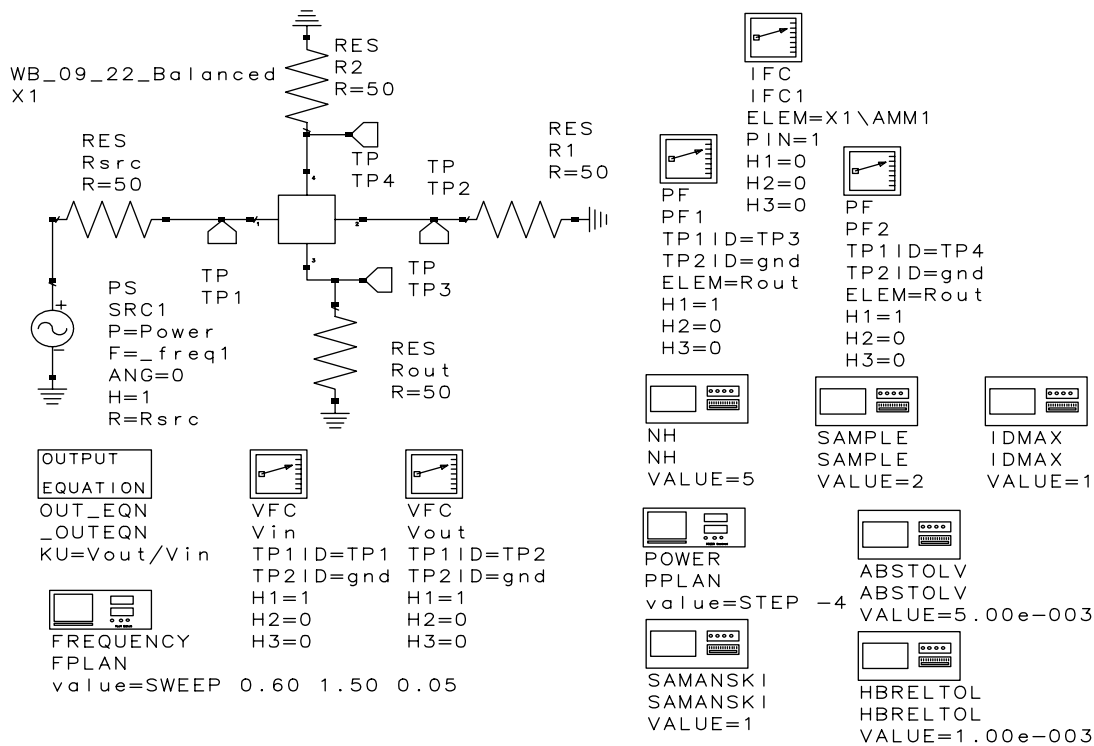 WB_09_22_Balanced
X1
RES
R2
R=50
RES
Rsrc
R=50
TP
TP4
TP
TP2
RES
R1
R=50
4
1
2
3
TP
TP1
TP
TP3
PS
SRC1
P=Power
F=_freq1
ANG=0
H=1
R=Rsrc
+
-
RES
Rout
R=50
OUTPUT
EQUATION
OUT_EQN
_OUTEQN
KU=Vout/Vin
VFC
Vin
TP1ID=TP1
TP2ID=gnd
H1=1
H2=0
H3=0
VFC
Vout
TP1ID=TP2
TP2ID=gnd
H1=1
H2=0
H3=0
FREQUENCY
FPLAN
value=SWEEP 0.60 1.50 0.05
IFC
IFC1
ELEM=X1\AMM1
PIN=1
H1=0
H2=0
H3=0
PF
PF1
TP1ID=TP3
TP2ID=gnd
ELEM=Rout
H1=1
H2=0
H3=0
PF
PF2
TP1ID=TP4
TP2ID=gnd
ELEM=Rout
H1=1
H2=0
H3=0
NH
NH
VALUE=5
SAMPLE
SAMPLE
VALUE=2
IDMAX
IDMAX
VALUE=1
POWER
PPLAN
value=STEP -4
ABSTOLV
ABSTOLV
VALUE=5.00e-003
SAMANSKI
SAMANSKI
VALUE=1
HBRELTOL
HBRELTOL
VALUE=1.00e-003